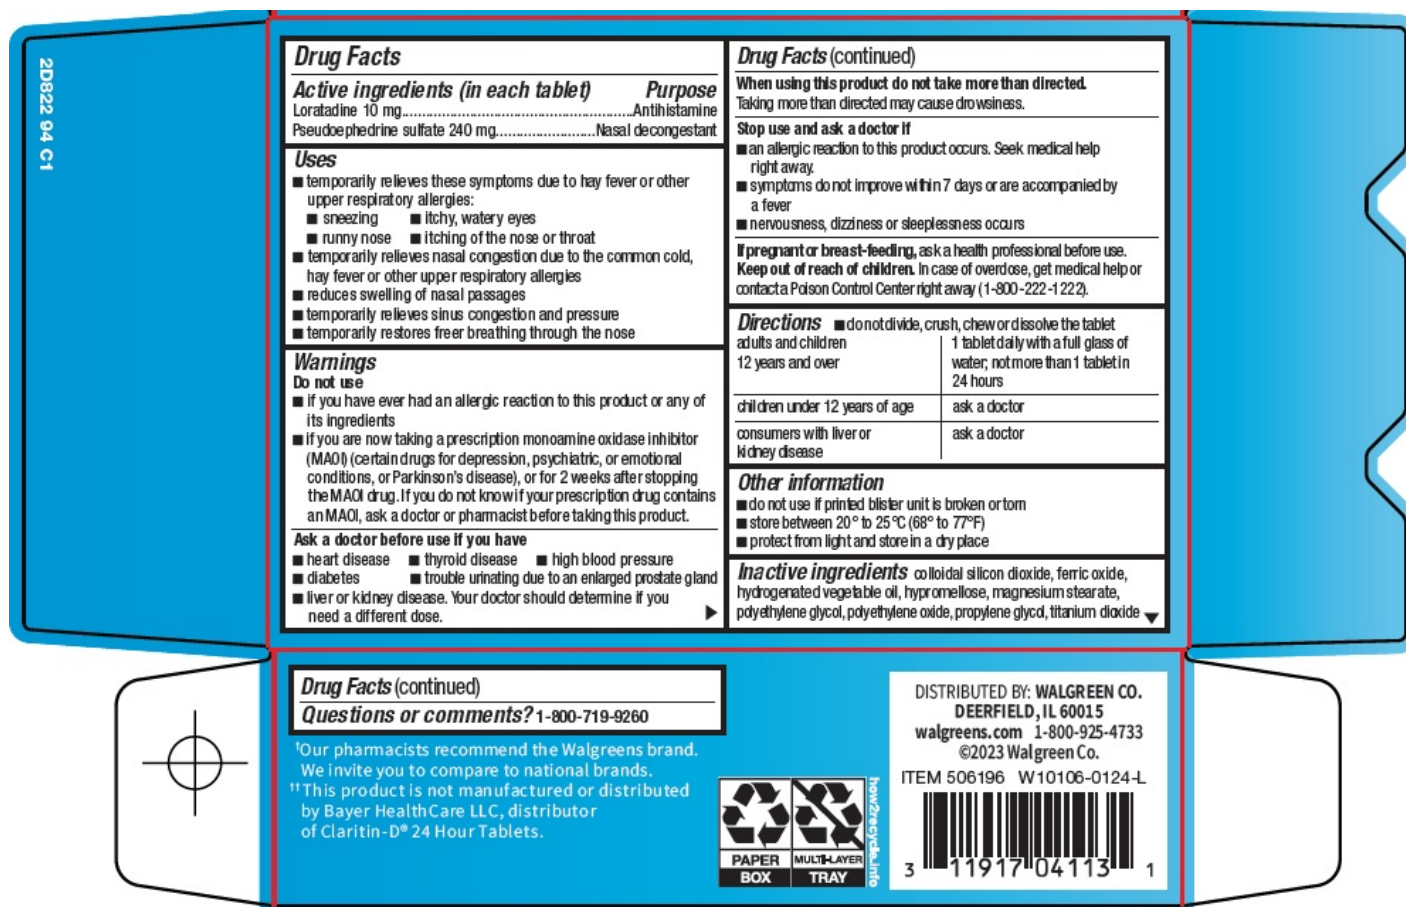 2D822 94 C1
Drug Facts
Active ingredients (in each tablet) Purpose
Loratadine 10 mg..........................................................Antihistamine
Pseudoephedrine sulfate 240 mg.........................Nasal decongestant
Uses
■ temporarily relieves these symptoms due to hay fever or other
upper respiratory allergies:
■ sneezing ■ itchy, watery eyes
■ runny nose ■ itching of the nose or throat
■ temporarily relieves nasal congestion due to the common cold,
hay fever or other upper respiratory allergies
■ reduces swelling of nasal passages
■ temporarily relieves sinus congestion and pressure
■ temporarily restores freer breathing through the nose
Warnings
Do not use
■ if you have ever had an allergic reaction to this product or any of
its ingredients
■ if you are now taking a prescription monoamine oxidase inhibitor
(MAOI) (certain drugs for depression, psychiatric, or emotional
conditions, or Parkinson's disease), or for 2 weeks after stopping
the MAOI drug. If you do not know if your prescription drug contains
an MAOI, ask a doctor or pharmacist before taking this product.
Ask a doctor before use if you have
■ heart disease ■ thyroid disease ■ high blood pressure
■ diabetes ■ trouble urinating due to an enlarged prostate gland
■ liver or kidney disease. Your doctor should determine if you
need a different dose.
Drug Facts (continued)
When using this product do not take more than directed.
Taking more than directed may cause drowsiness.
Stop use and ask a doctor if
■ an allergic reaction to this product occurs. Seek medical help
right away.
■ symptoms do not improve within 7 days or are accompanied by
a fever
■ nervousness, dizziness or sleeplessness occurs
If pregnant or breast-feeding, ask a health professional before use.
Keep out of reach of children. In case of overdose, get medical help or
contact a Poison Control Center right away (1-800-222-1222).
Directions ■ do not divide, crush, chew or dissolve the tablet
adults and children 1 tablet daily with a full glass of
12 years and over water; not more than 1 tablet in
24 hours
children under 12 years of age ask a doctor
consumers with liver or ask a doctor
kidney disease
Other information
■ do not use if printed blister unit is broken or torn
■ store between 20° to 25°C (68° to 77°F)
■ protect from light and store in a dry place
Inactive ingredients colloidal silicon dioxide, ferric oxide,
hydrogenated vegetable oil, hypromellose, magnesium stearate,
polyethylene glycol, polyethylene oxide, propylene glycol, titanium dioxide
Drug Facts (continued)
Questions or comments? 1-800-719-9260
†Our pharmacists recommend the Walgreens brand.
We invite you to compare to national brands.
††This product is not manufactured or distributed
by Bayer HealthCare LLC, distributor
of Claritin-D® 24 Hour Tablets.
PAPER
BOX
MULTI-LAYER
TRAY
how2recycle.info
DISTRIBUTED BY: WALGREEN CO.
DEERFIELD, IL 60015
walgreens.com 1-800-925-4733
©2023 Walgreen Co.
ITEM 506196 W10106-0124-L
3 11917 04113 1